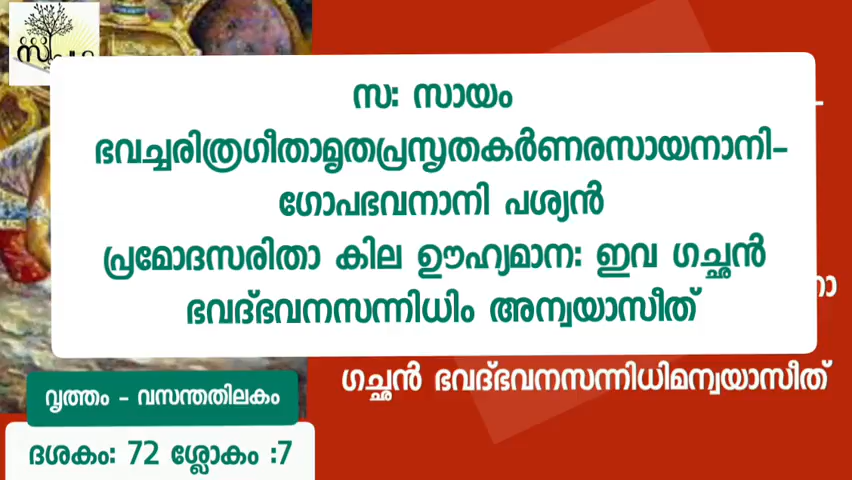 സ: സായം
ഭവച്ചരിത്രഗീതാമൃതപ്രസൃതകർണരസായനാനി-
ഗോപഭവനാനി പശ്യൻ
പ്രമോദസരിതാ കില ഊഹ്യമാന: ഇവ ഗച്ഛൻ
ഭവദ്ഭവനസന്നിധിം അന്വയാസീത്
ഗച്ഛൻ ഭവദ്ഭവനസന്നിധിമന്വയാസീത്
വൃത്തം - വസന്തതിലകം
ദശകം: 72 ശ്ലോകം :7